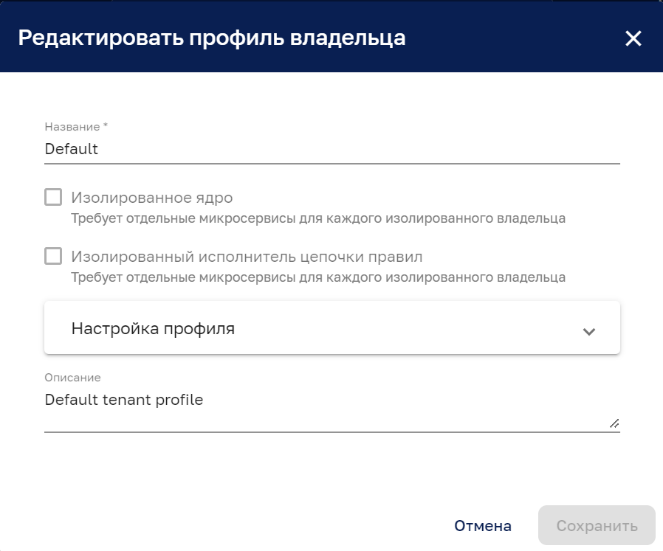 Редактировать профиль владельца
Название *
Default
Изолированное ядро
Требует отдельные микросервисы для каждого изолированного владельца
Изолированный исполнитель цепочки правил
Требует отдельные микросервисы для каждого изолированного владельца
Настройка профиля
Описание
Default tenant profile
Отмена Сохранить